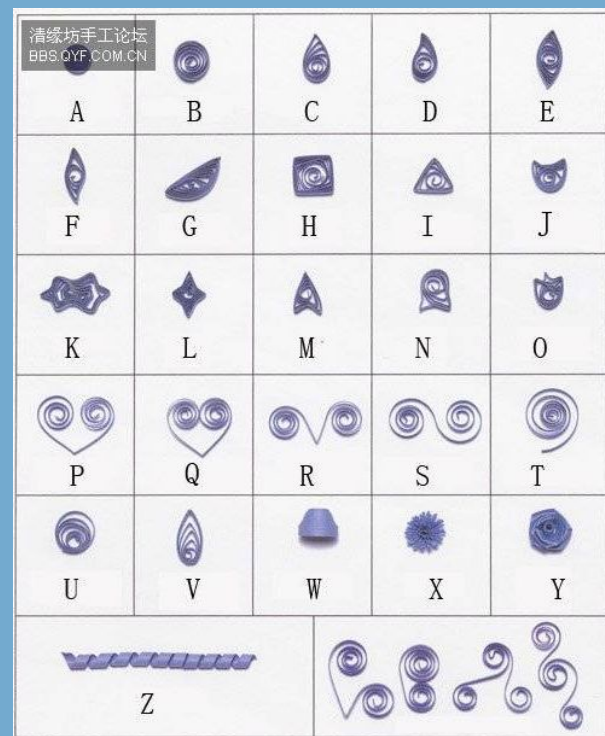 清缘坊手工论坛
BBS.QYF.COM.CN
A B C D E
F G H I J
K L M N O
P Q R S T
U V W X Y
Z